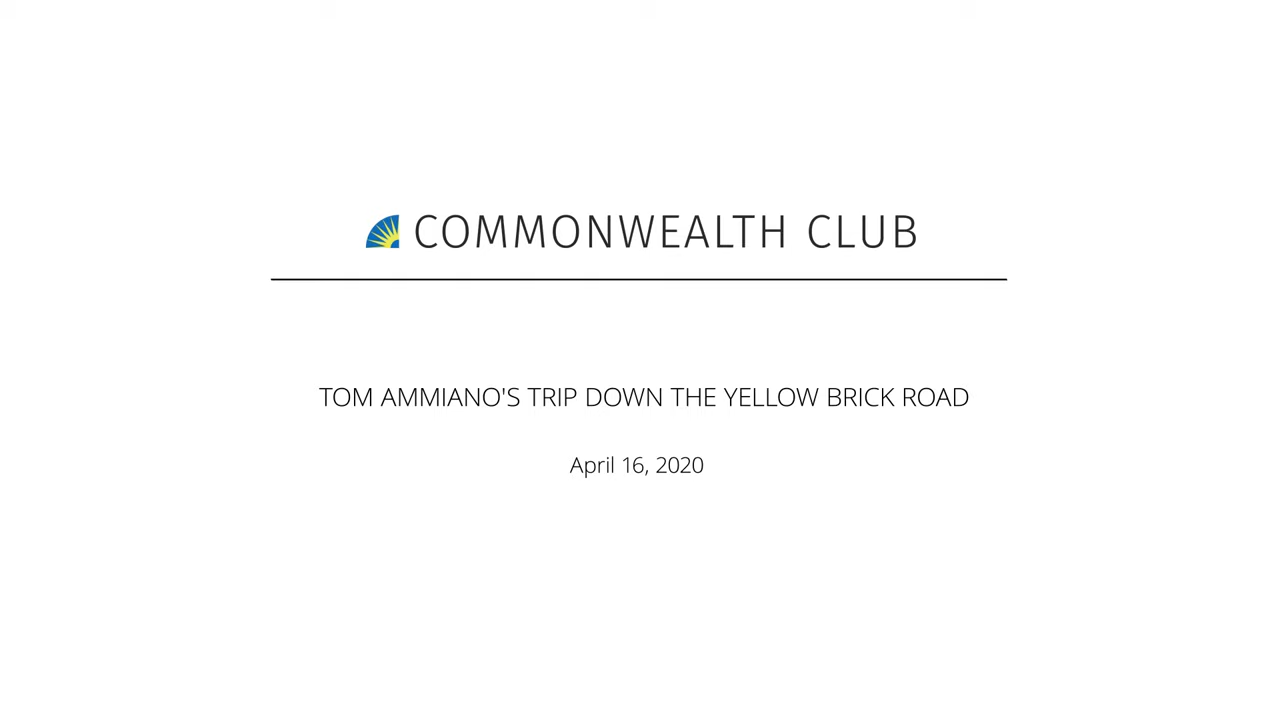 COMMONWEALTH CLUB
TOM AMMIANO'S TRIP DOWN THE YELLOW BRICK ROAD
April 16, 2020